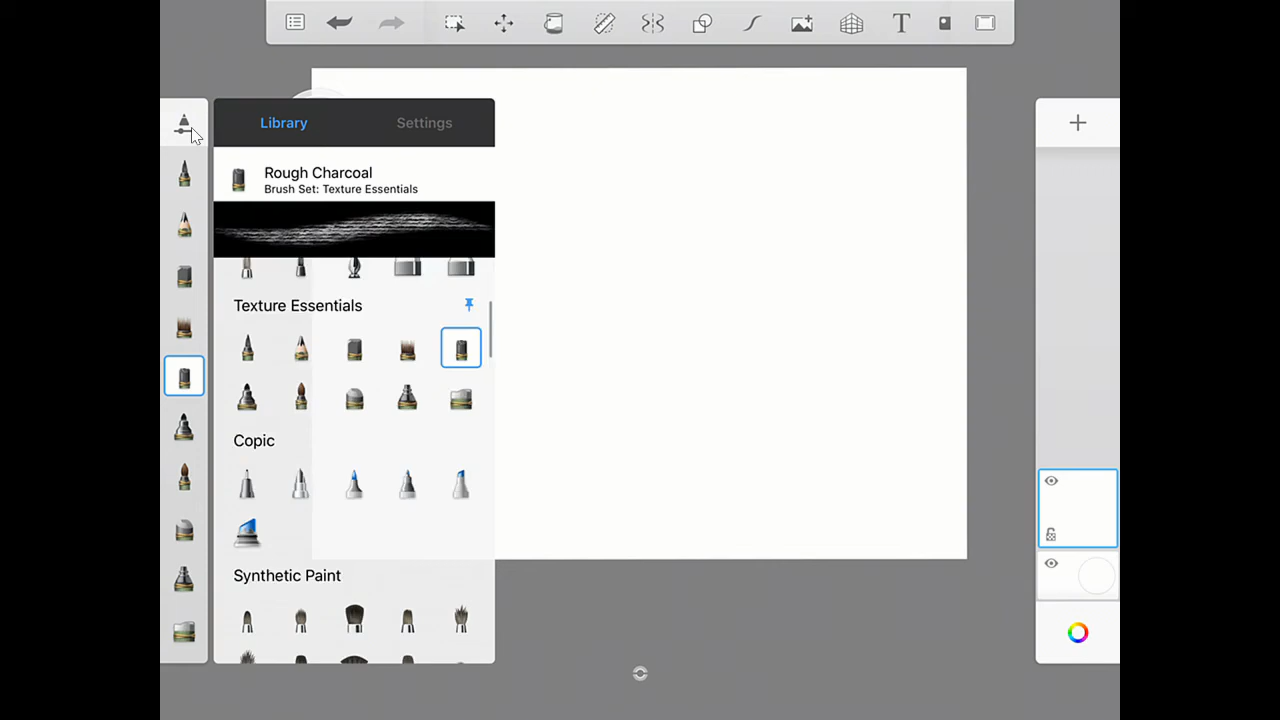 T
Library
Settings
Rough Charcoal
Brush Set: Texture Essentials
Texture Essentials
Copic
Synthetic Paint